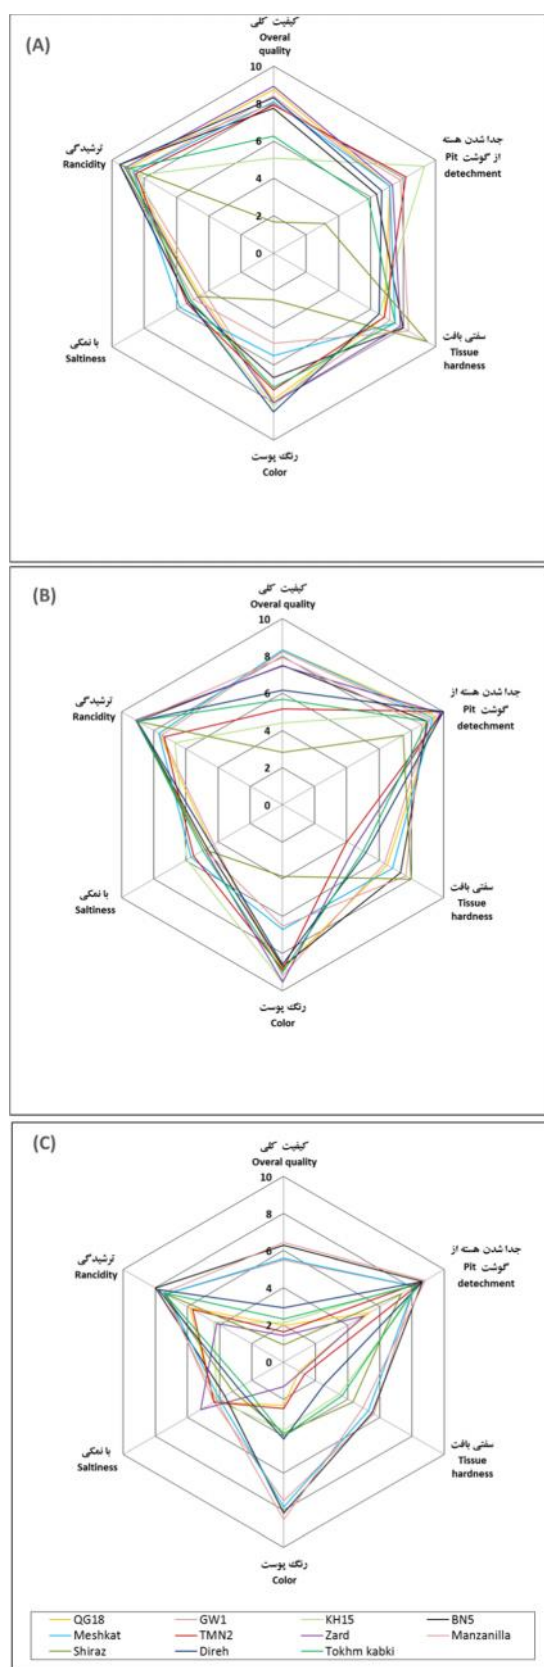 (A)
کیفیت کلی
Overal
quality
10
8
6
4
2
0
جدا شدن هسته
از گوشت Pit
detechment
سفتی بافت
Tissue
hardness
رنگ پوست
Color
با نمکی
Saltiness
ترشیدگی
Rancidity
(B)
کیفیت کلی
Overal quality
10
8
6
4
2
0
جدا شدن هسته از
گوشت Pit
detechment
سفتی بافت
Tissue
hardness
رنگ پوست
Color
با نمکی
Saltiness
ترشیدگی
Rancidity
(C)
کیفیت کلی
Overal quality
10
8
6
4
2
0
جدا شدن هسته از
گوشت Pit
detechment
سفتی بافت
Tissue
hardness
رنگ پوست
Color
با نمکی
Saltiness
ترشیدگی
Rancidity
QG18 GW1 KH15 BN5
Meshkat TMN2 Zard Manzanilla
Shiraz Direh Tokhm kabki